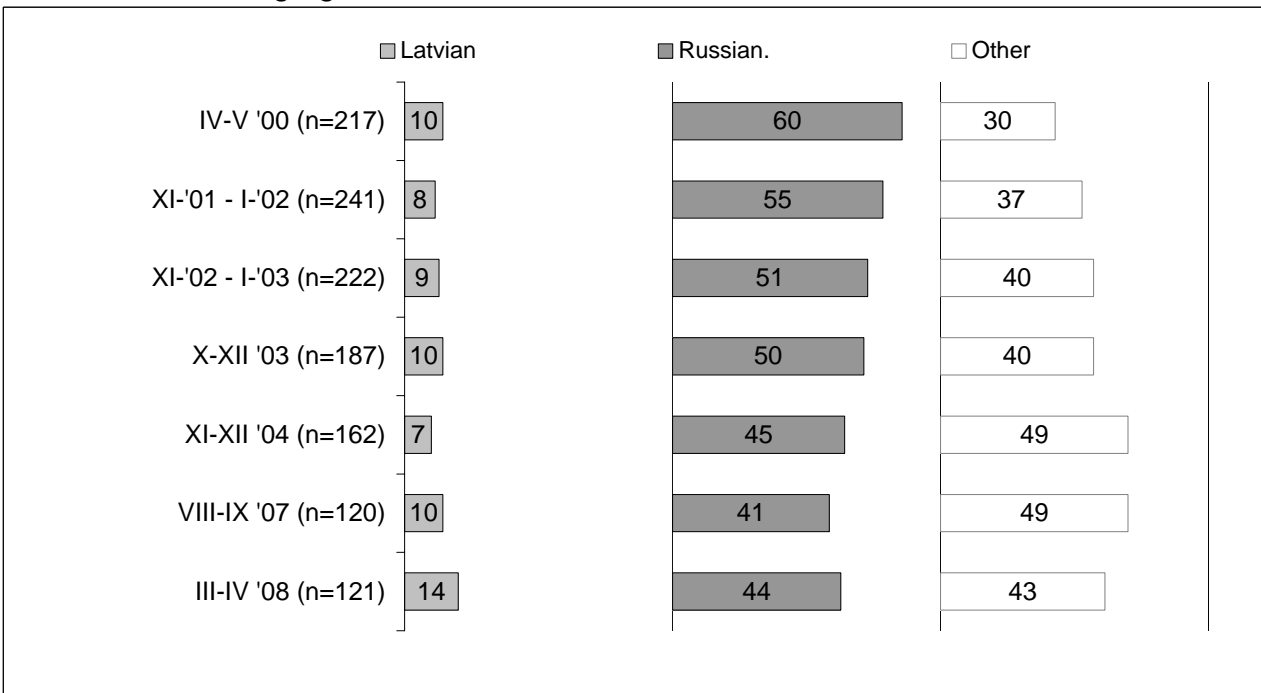 Latvian Russian. Other
IV-V '00 (n=217) 10 60 30
XI-'01 - I-'02 (n=241) 8 55 37
XI-'02 - I-'03 (n=222) 9 51 40
X-XII '03 (n=187) 10 50 40
XI-XII '04 (n=162) 7 45 49
VIII-IX '07 (n=120) 10 41 49
III-IV '08 (n=121) 14 44 43